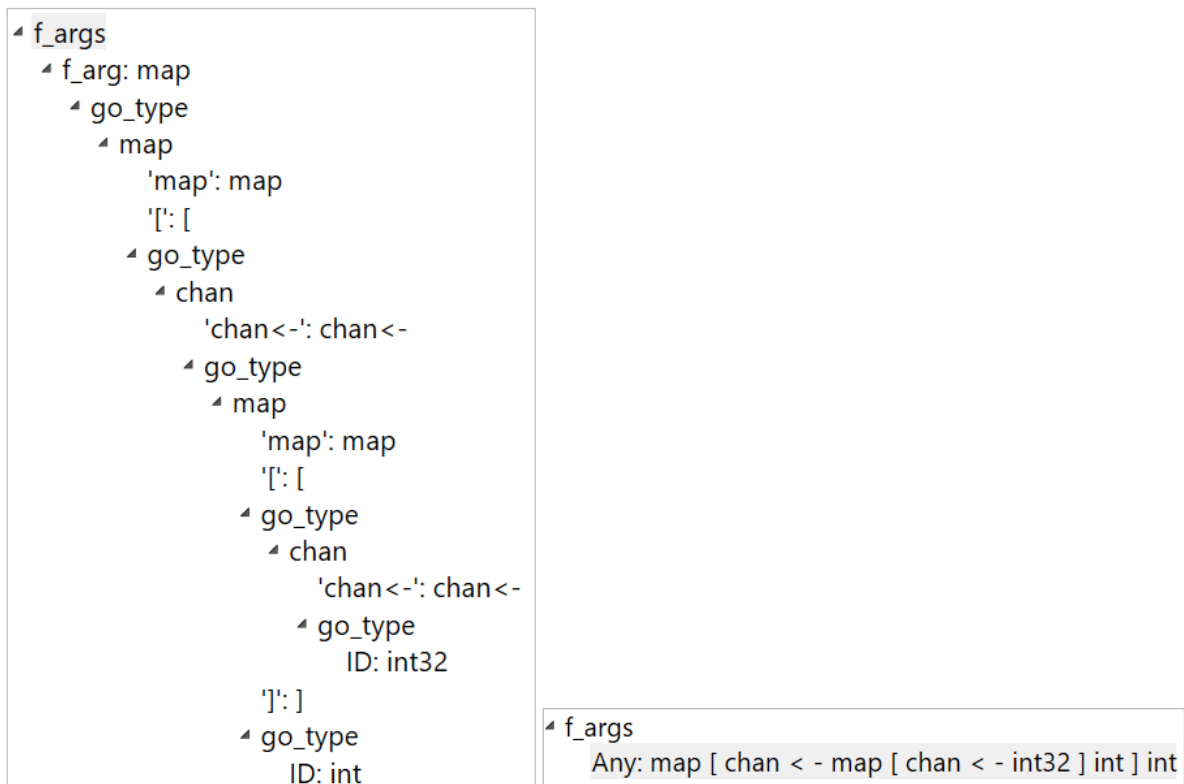 f_args
f_arg: map
go_type
map
'map': map
'[': [
go_type
chan
'chan<-': chan<-
go_type
map
'map': map
'[': [
go_type
chan
'chan<-': chan<-
go_type
ID: int32
']': ]
go_type
ID: int
f_args
Any: map [ chan < - map [ chan < - int32 ] int ] int